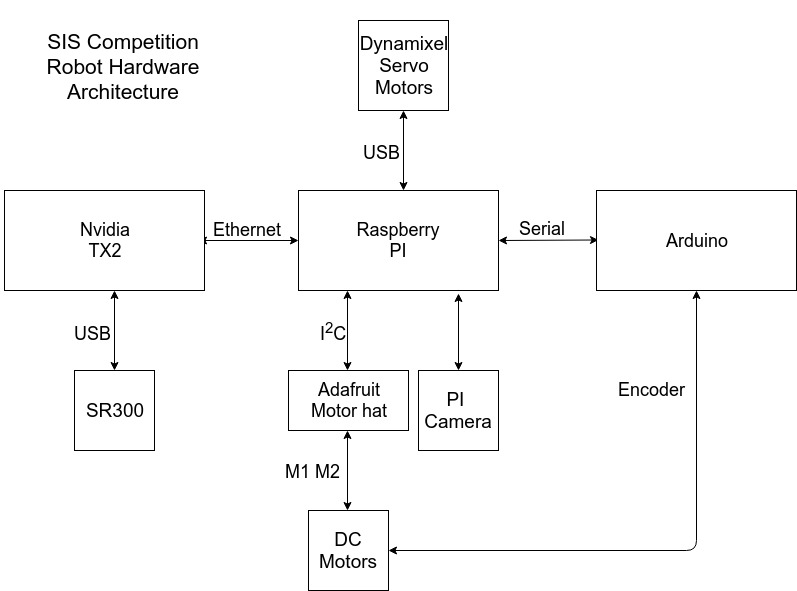 SIS Competition
Robot Hardware
Architecture
Dynamixel
Servo
Motors
USB
Nvidia
TX2
Ethernet
Raspberry
PI
Serial
Arduino
USB
I²C
SR300
Adafruit
Motor hat
PI
Camera
Encoder
M1 M2
DC
Motors